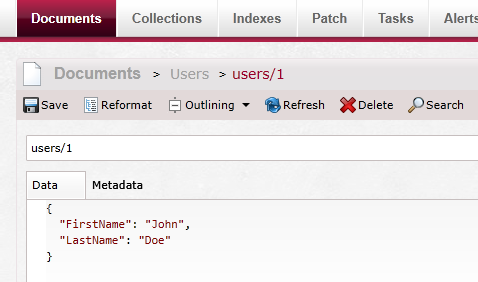 Documents Collections Indexes Patch Tasks Alerts
Documents > Users > users/1
Save Reformat Outlining Refresh Delete Search
users/1
Data Metadata
{
"FirstName": "John",
"LastName": "Doe"
}